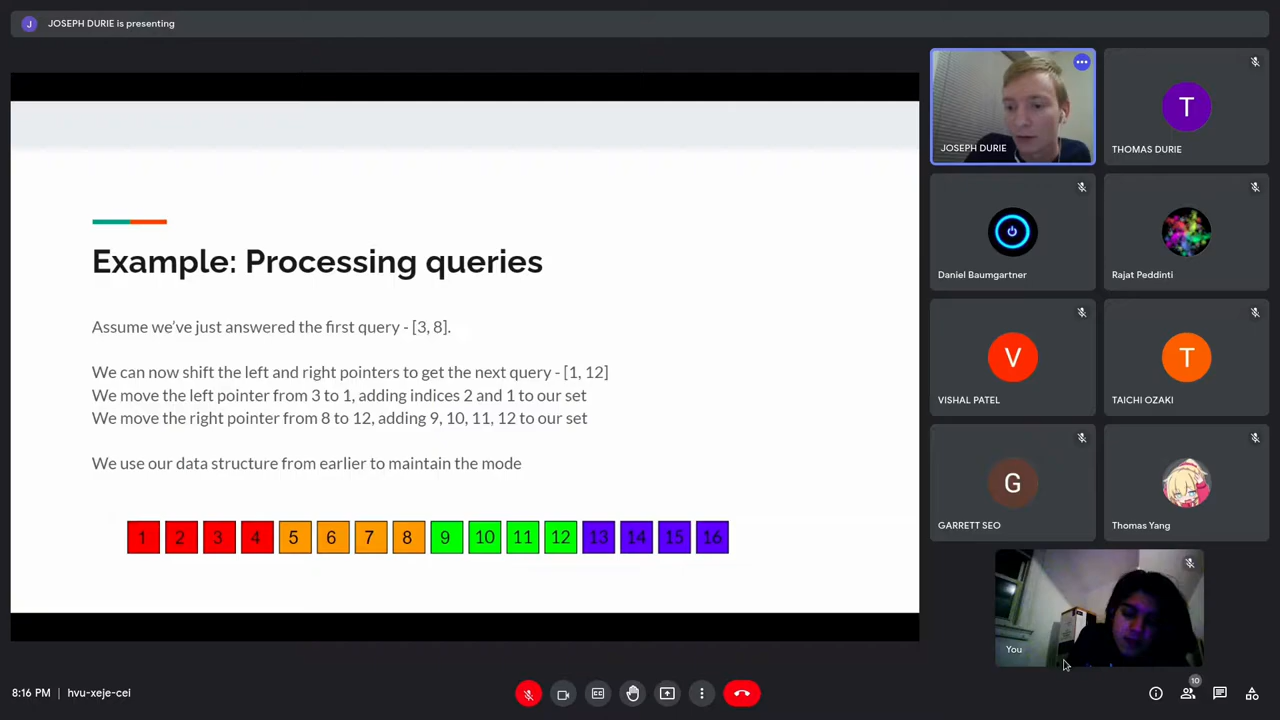 J
JOSEPH DURIE is presenting
Example: Processing queries
Assume we've just answered the first query - [3, 8].
We can now shift the left and right pointers to get the next query - [1, 12]
We move the left pointer from 3 to 1, adding indices 2 and 1 to our set
We move the right pointer from 8 to 12, adding 9, 10, 11, 12 to our set
We use our data structure from earlier to maintain the mode
1 2 3 4 5 6 7 8 9 10 11 12 13 14 15 16
JOSEPH DURIE
T
THOMAS DURIE
Daniel Baumgartner
Rajat Peddinti
V
VISHAL PATEL
T
TAICHI OZAKI
G
GARRETT SEO
Thomas Yang
You
8:16 PM | hvu-xeje-cei
CC
10